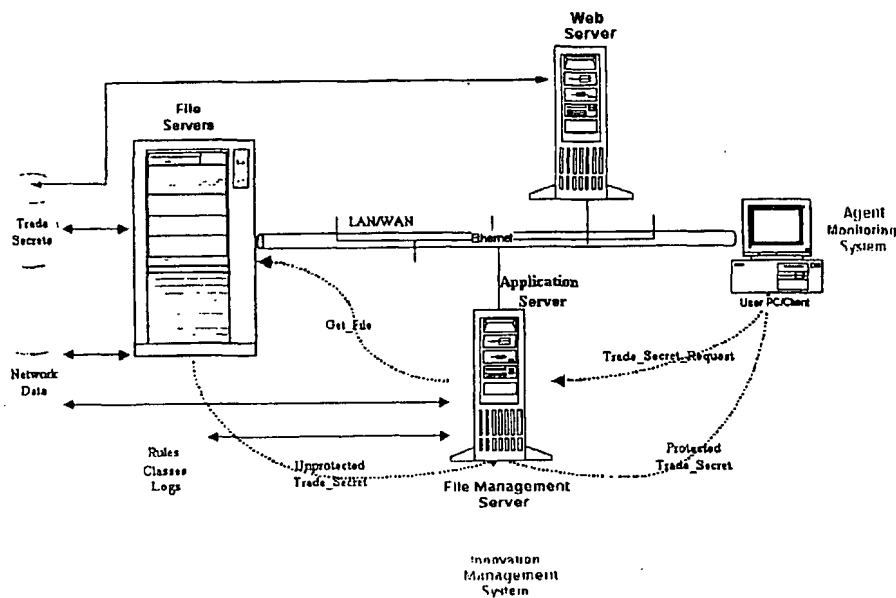 Web
Server
File
Servers
Trade
Secrets
LAN/WAN
Ethernet
Agent
Monitoring
System
User PC/Client
Application
Server
Get_File
Trade_Secret_Request
Network
Data
Rules
Classes
Logs
Unprotected
Trade_Secret
Protected
Trade_Secret
File Management
Server
Innovation
Management
System